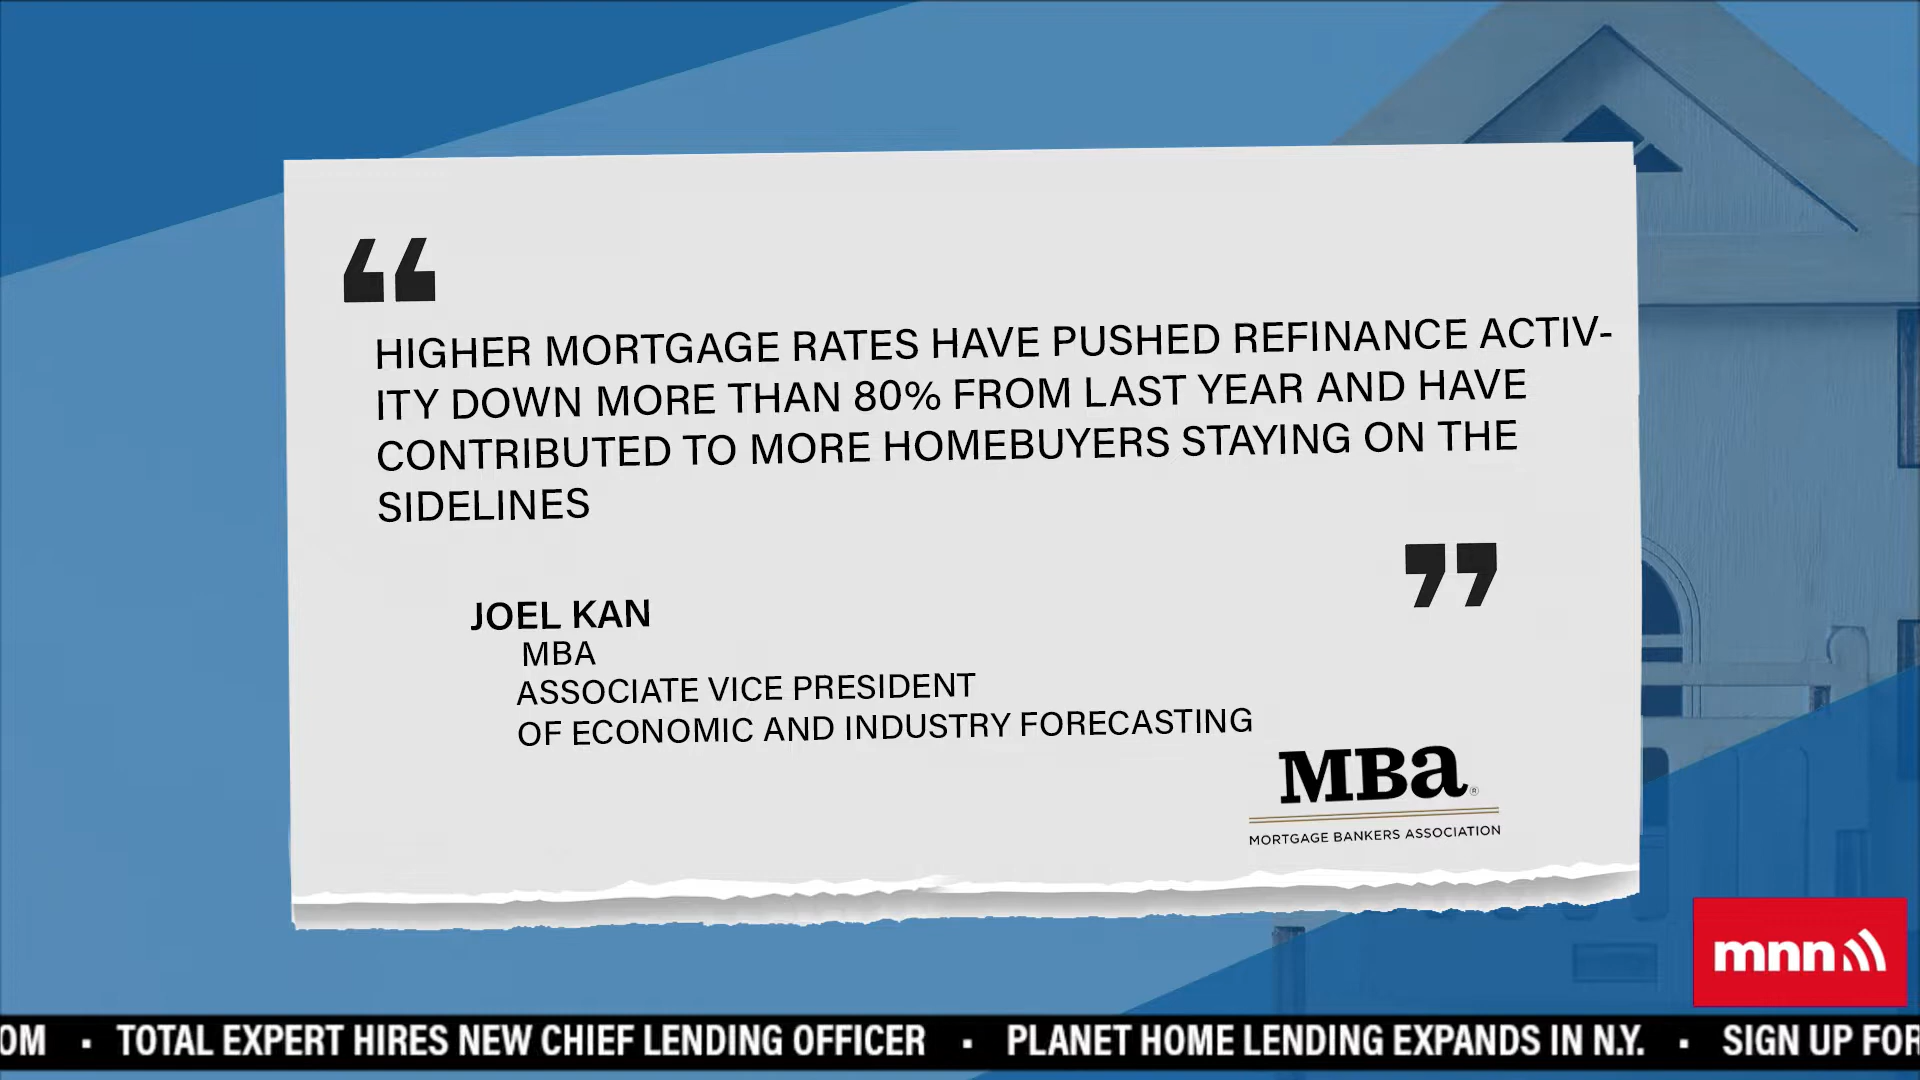 “
HIGHER MORTGAGE RATES HAVE PUSHED REFINANCE ACTIV-
ITY DOWN MORE THAN 80% FROM LAST YEAR AND HAVE
CONTRIBUTED TO MORE HOMEBUYERS STAYING ON THE
SIDELINES
”
JOEL KAN
MBA
ASSOCIATE VICE PRESIDENT
OF ECONOMIC AND INDUSTRY FORECASTING
MBa®
MORTGAGE BANKERS ASSOCIATION
mnn
OM · TOTAL EXPERT HIRES NEW CHIEF LENDING OFFICER · PLANET HOME LENDING EXPANDS IN N.Y. · SIGN UP FOR